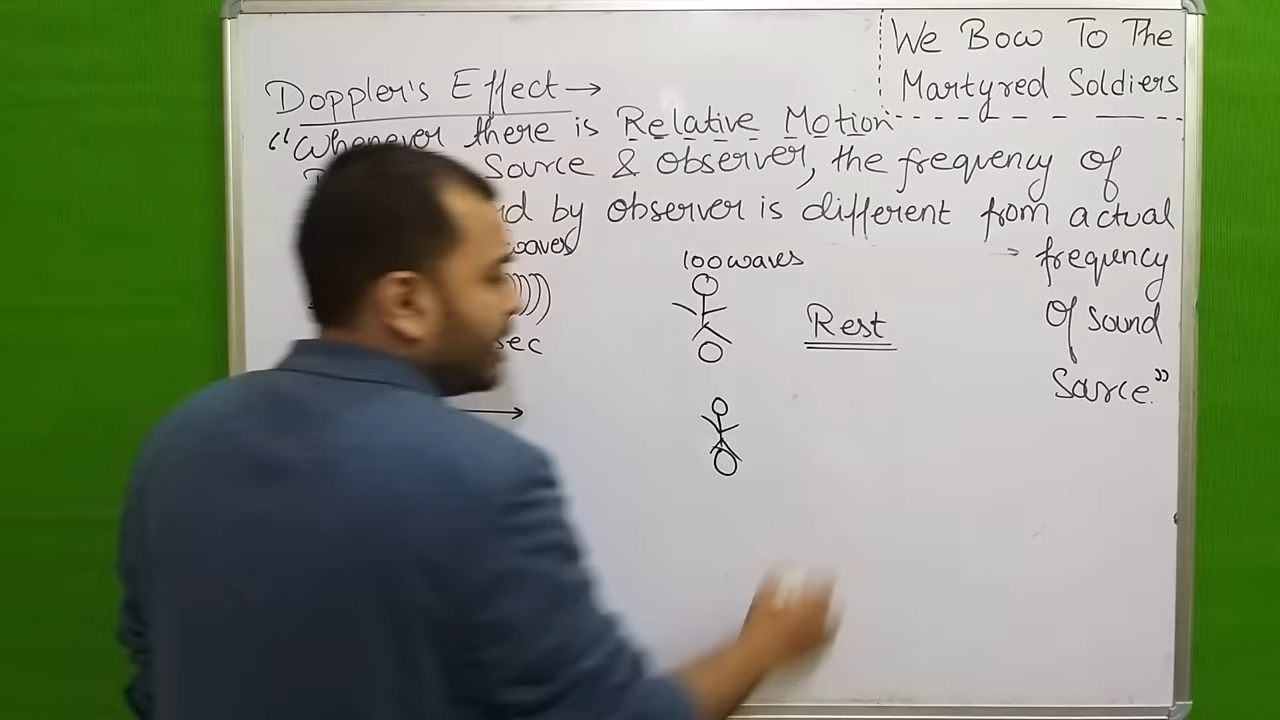 We Bow To The
Martyred Soldiers
Doppler's Effect →
“Whenever there is Relative Motion
Source & Observer, the frequency of
by observer is different from actual
frequency
of sound
Source.”
waves
100waves
Rest
sec